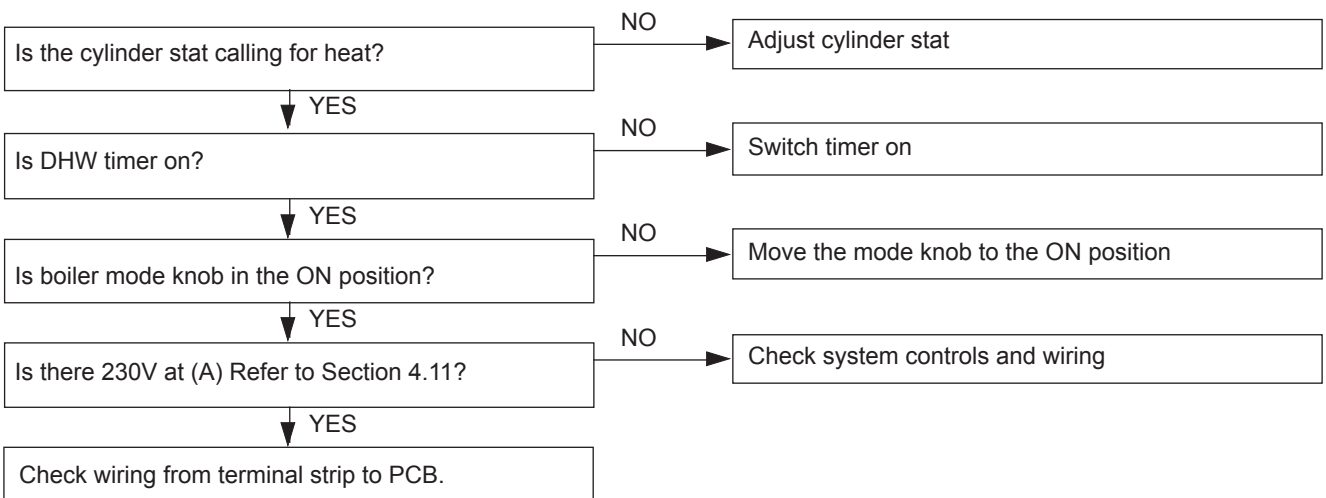 Is the cylinder stat calling for heat?
NO
Adjust cylinder stat
YES
Is DHW timer on?
NO
Switch timer on
YES
Is boiler mode knob in the ON position?
NO
Move the mode knob to the ON position
YES
Is there 230V at (A) Refer to Section 4.11?
NO
Check system controls and wiring
YES
Check wiring from terminal strip to PCB.